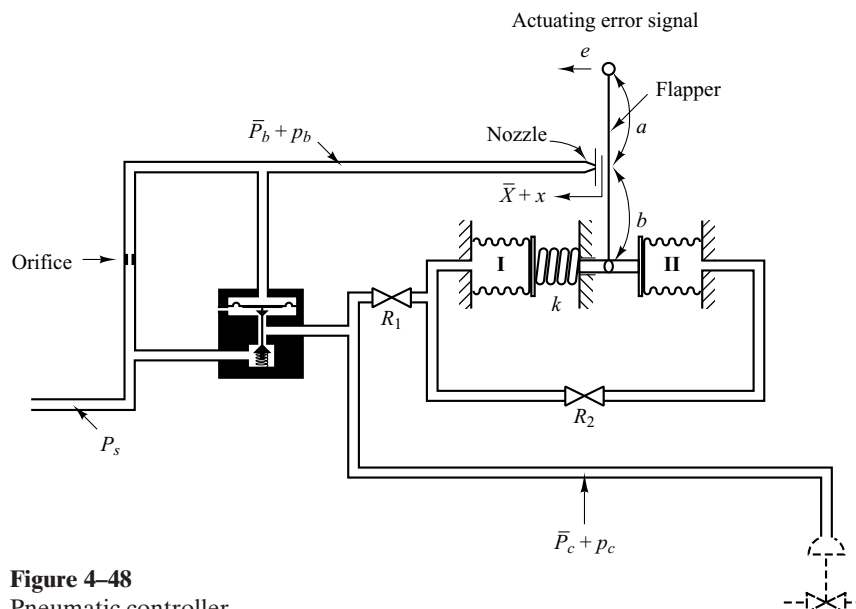 Actuating error signal
e
Flapper
a
Nozzle
P̄b + pb
X̄ + x
b
Orifice
I
II
k
R1
R2
Ps
P̄c + pc
Figure 4–48
Pneumatic controller